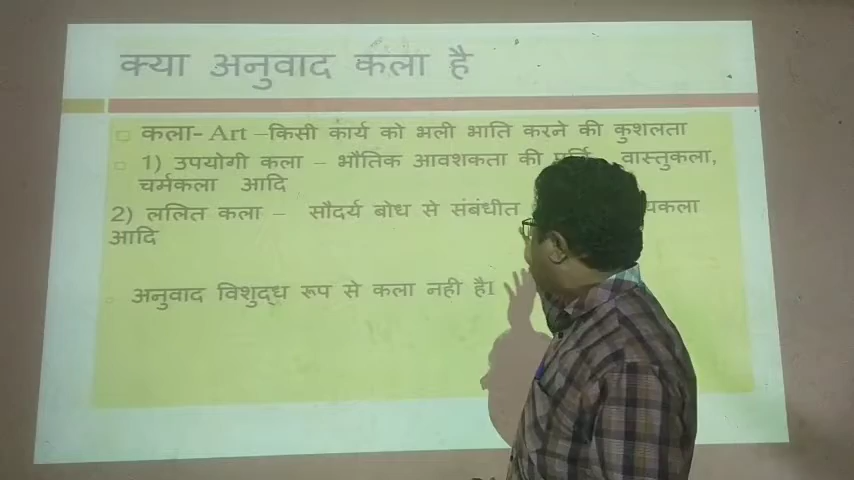 क्या अनुवाद कला है
कला- Art –किसी कार्य को भली भाति करने की कुशलता
1) उपयोगी कला – भौतिक आवशकता की वास्तुकला,
चर्मकला आदि
2) ललित कला – सौदर्य बोध से संबंधीत
आदि
अनुवाद विशुद्ध रूप से कला नही हैI